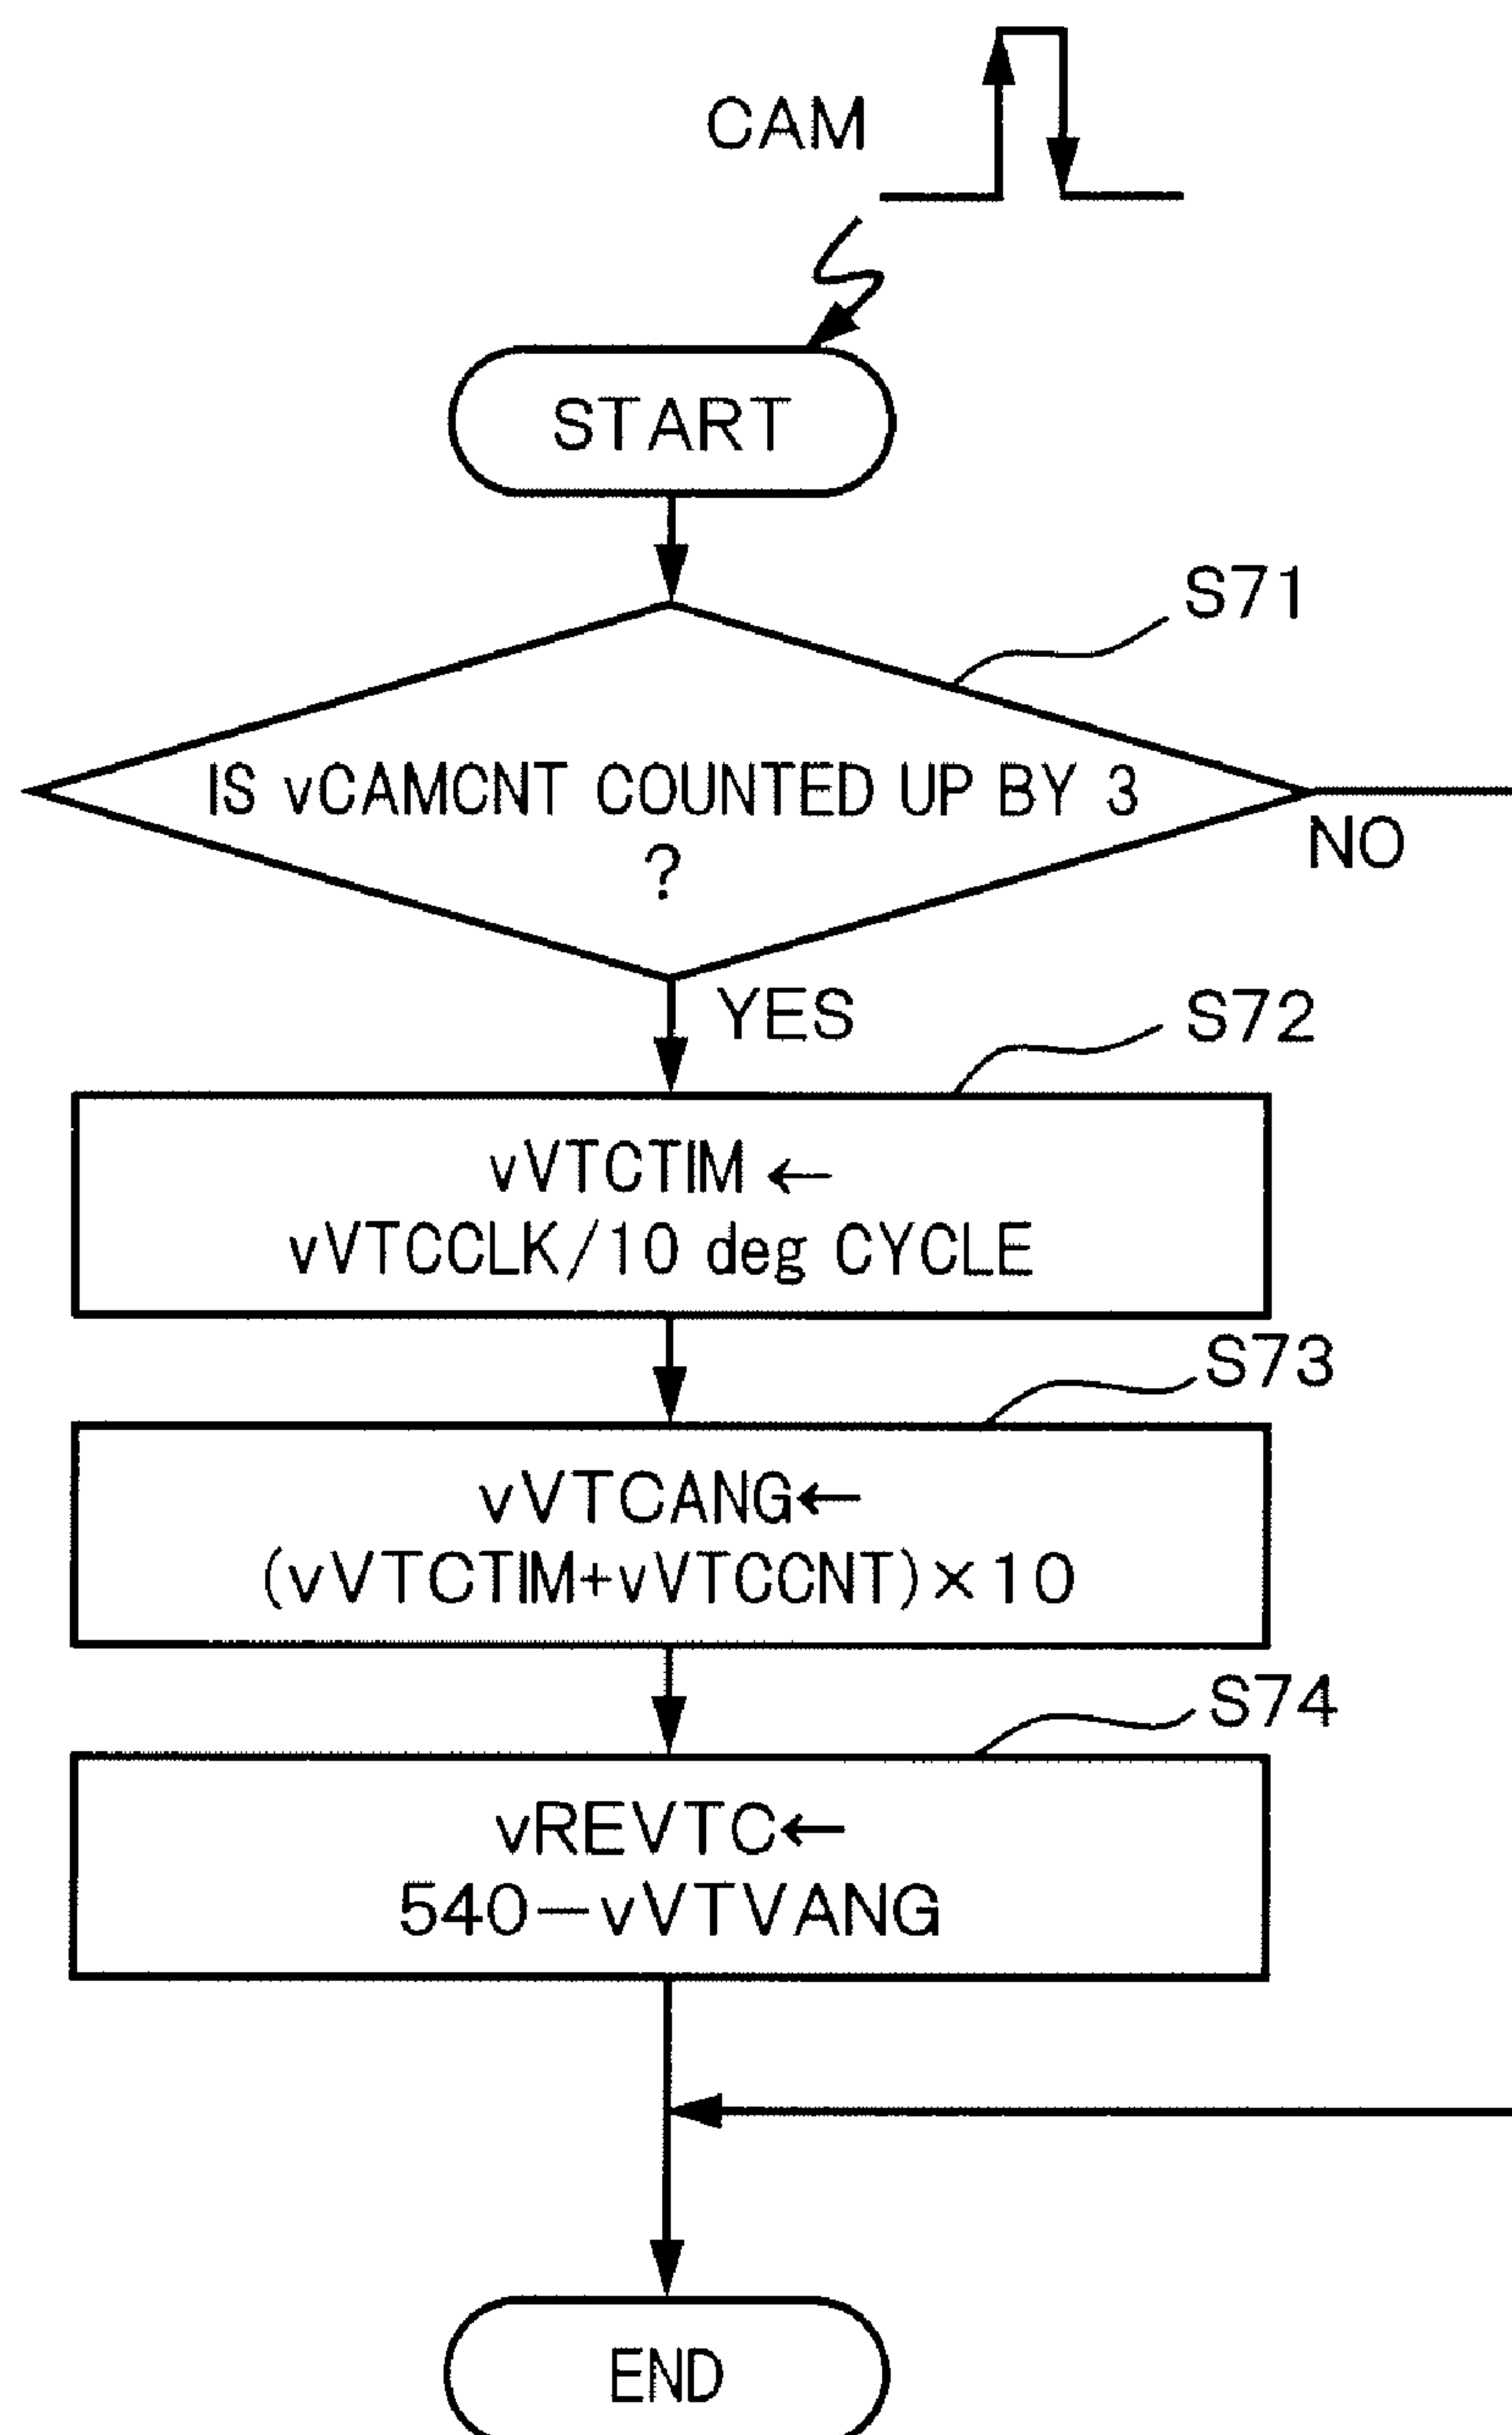 CAM
START
S71
IS vCAMCNT COUNTED UP BY 3
?
NO
YES
S72
vVTCTIM ←
vVTCCLK/10 deg CYCLE
S73
vVTCANG←
(vVTCTIM+vVTCCNT)×10
S74
vREVTC←
540−vVTVANG
END